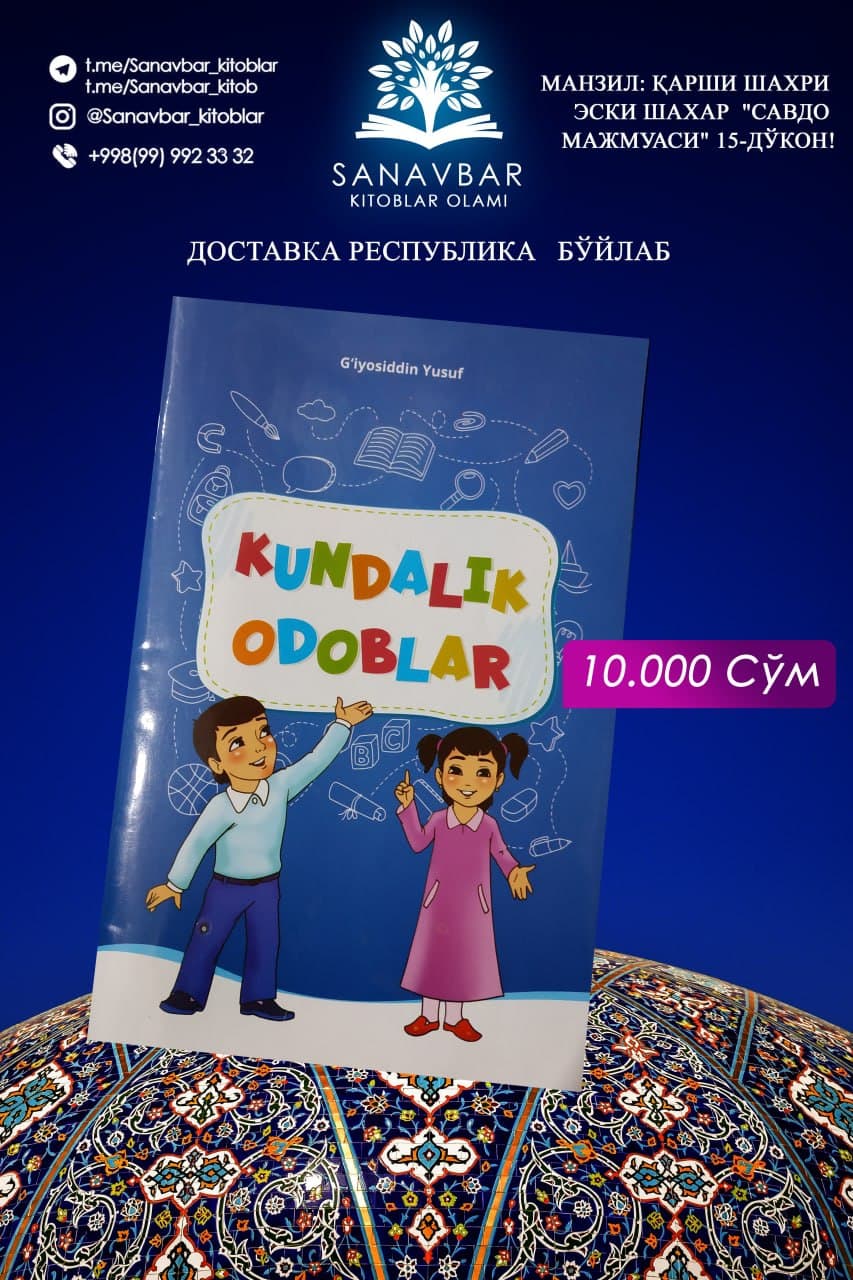 t.me/Sanavbar_kitoblar
t.me/Sanavbar_kitob
@Sanavbar_kitoblar
+998(99) 992 33 32
SANAVBAR
KITOBLAR OLAMI
МАНЗИЛ: ҚАРШИ ШАХРИ
ЭСКИ ШАХАР "САВДО
МАЖМУАСИ" 15-ДЎКОН!
ДОСТАВКА РЕСПУБЛИКА БЎЙЛАБ
G'iyosiddin Yusuf
KUNDALIK
ODOBLAR
10.000 Сўм
B C